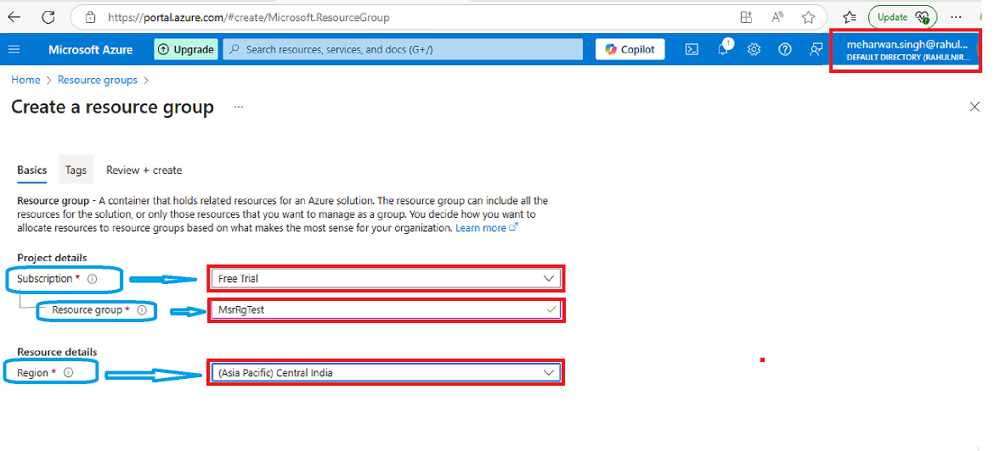 https://portal.azure.com/#create/Microsoft.ResourceGroup
Update
Microsoft Azure
Upgrade
Search resources, services, and docs (G+/)
Copilot
1
meharwan.singh@rahul...
DEFAULT DIRECTORY (RAHULNIR...
Home > Resource groups >
Create a resource group ...
Basics Tags Review + create
Resource group - A container that holds related resources for an Azure solution. The resource group can include all the
resources for the solution, or only those resources that you want to manage as a group. You decide how you want to
allocate resources to resource groups based on what makes the most sense for your organization. Learn more
Project details
Subscription * Free Trial
Resource group * MsrRgTest
Resource details
Region * (Asia Pacific) Central India